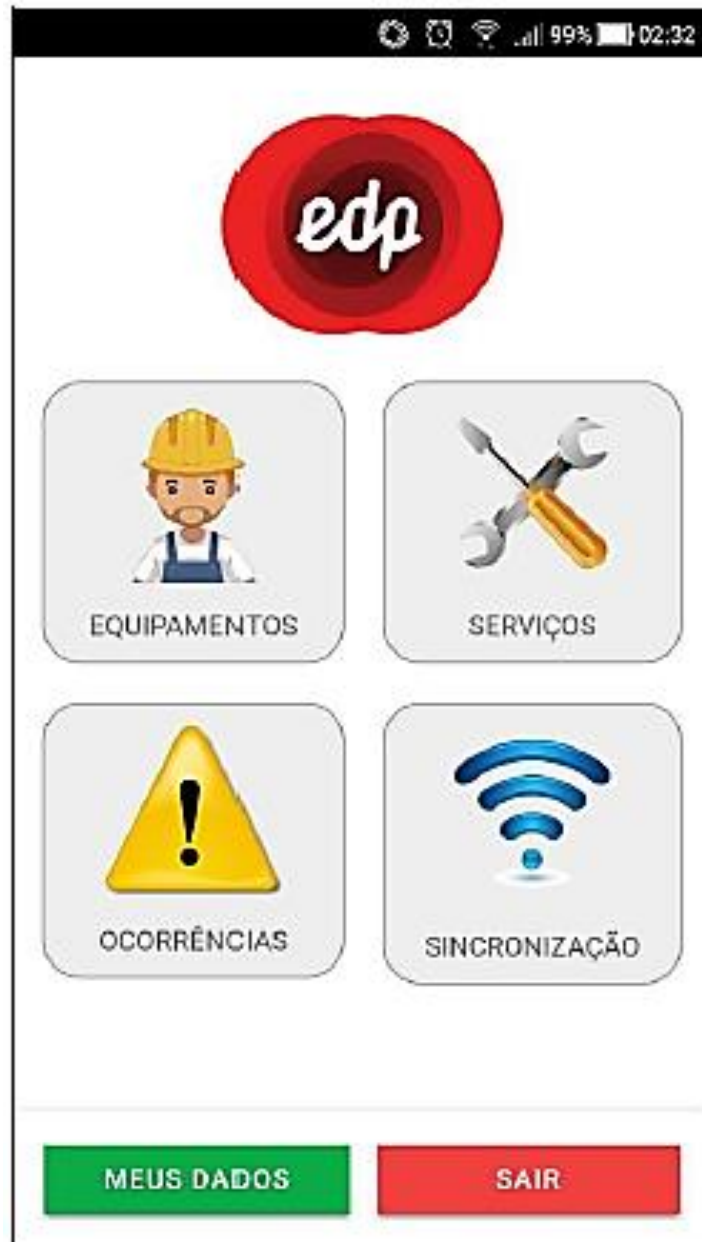 99% 02:32
edp
EQUIPAMENTOS
SERVIÇOS
OCORRÊNCIAS
SINCRONIZAÇÃO
MEUS DADOS
SAIR